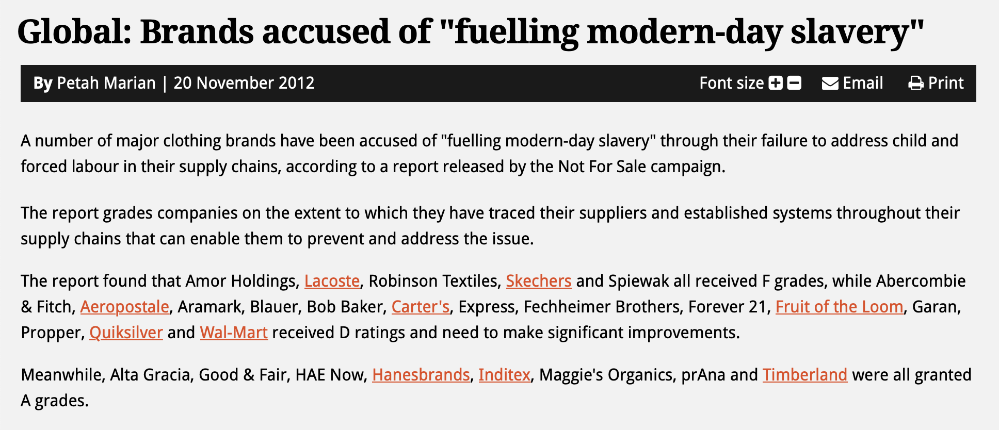 Global: Brands accused of "fuelling modern-day slavery"
By Petah Marian | 20 November 2012
Font size Email Print
A number of major clothing brands have been accused of "fuelling modern-day slavery" through their failure to address child and
forced labour in their supply chains, according to a report released by the Not For Sale campaign.
The report grades companies on the extent to which they have traced their suppliers and established systems throughout their
supply chains that can enable them to prevent and address the issue.
The report found that Amor Holdings, Lacoste, Robinson Textiles, Skechers and Spiewak all received F grades, while Abercombie
& Fitch, Aeropostale, Aramark, Blauer, Bob Baker, Carter's, Express, Fechheimer Brothers, Forever 21, Fruit of the Loom, Garan,
Propper, Quiksilver and Wal-Mart received D ratings and need to make significant improvements.
Meanwhile, Alta Gracia, Good & Fair, HAE Now, Hanesbrands, Inditex, Maggie's Organics, prAna and Timberland were all granted
A grades.